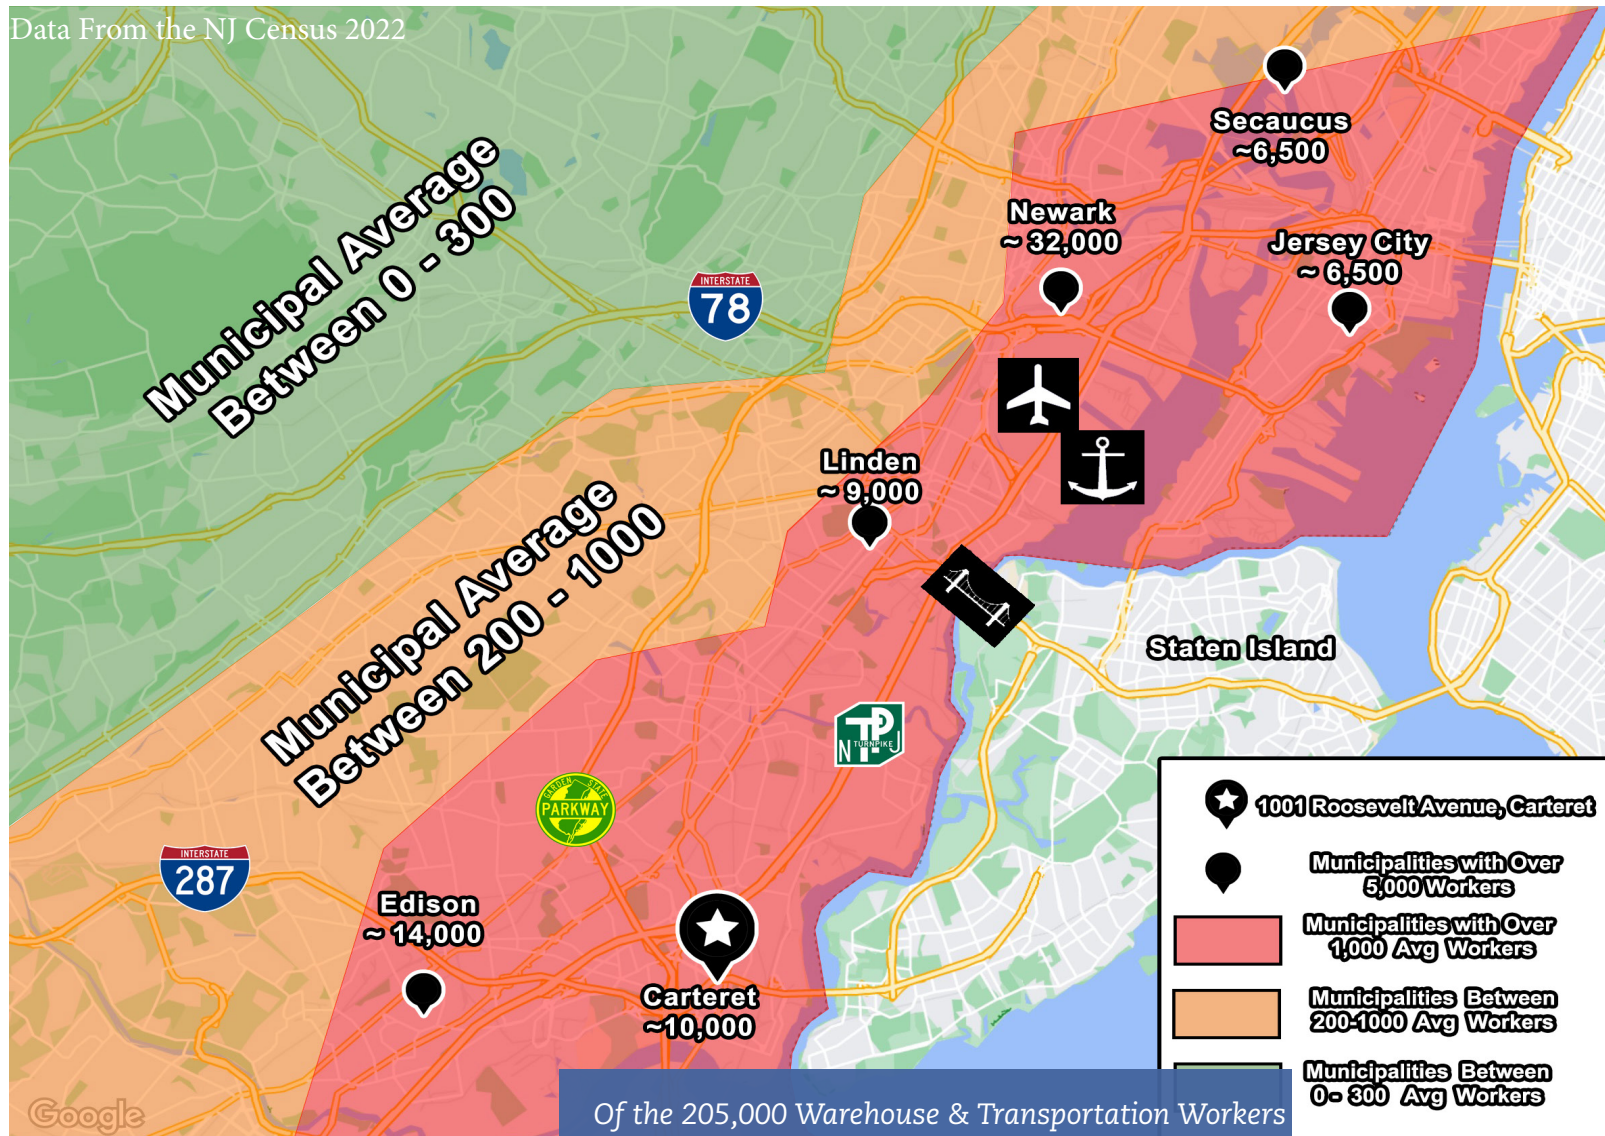 Data From the NJ Census 2022
Secaucus
~6,500
Newark
~ 32,000
Jersey City
~ 6,500
Municipal Average
Between 0 - 300
INTERSTATE
78
Linden
~ 9,000
Municipal Average
Between 200 - 1000
Staten Island
N TP J
TURNPIKE
GARDEN STATE
PARKWAY
INTERSTATE
287
Edison
~ 14,000
Carteret
~10,000
1001 Roosevelt Avenue, Carteret
Municipalities with Over
5,000 Workers
Municipalities with Over
1,000 Avg Workers
Municipalities Between
200-1000 Avg Workers
Municipalities Between
0 - 300 Avg Workers
Google
Of the 205,000 Warehouse & Transportation Workers